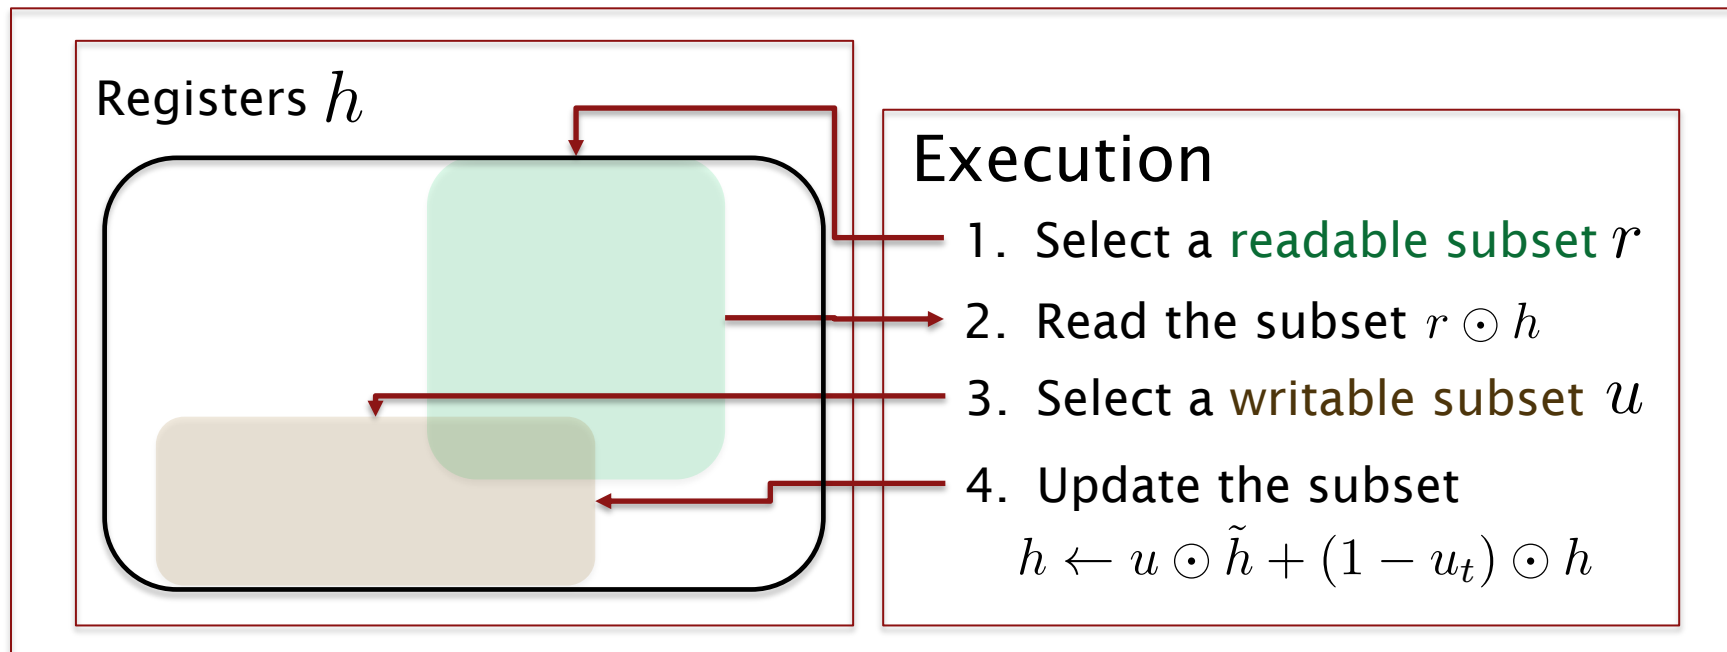 Registers h
Execution
1. Select a readable subset r
2. Read the subset r ⊙ h
3. Select a writable subset u
4. Update the subset
h ← u ⊙ h̃ + (1 − uₜ) ⊙ h